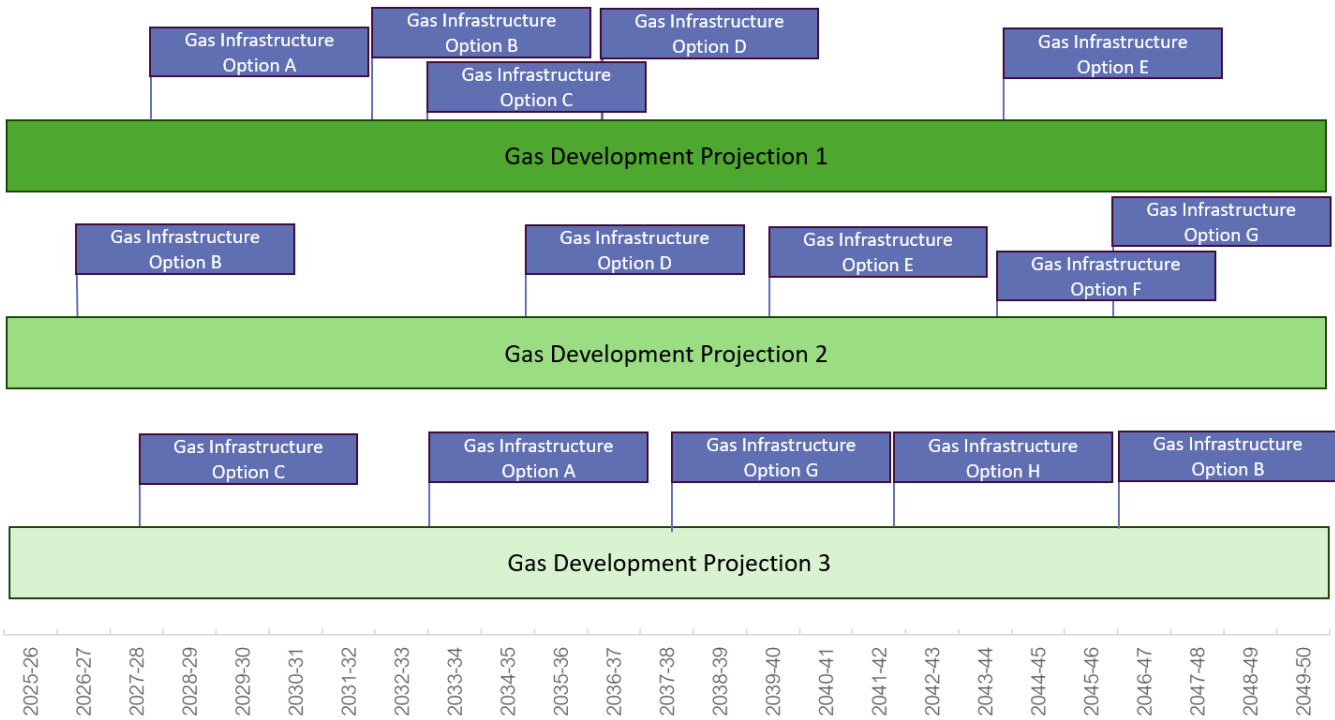 Gas Infrastructure
Option A
Gas Infrastructure
Option B
Gas Infrastructure
Option C
Gas Infrastructure
Option D
Gas Infrastructure
Option E
Gas Development Projection 1
Gas Infrastructure
Option B
Gas Infrastructure
Option D
Gas Infrastructure
Option E
Gas Infrastructure
Option F
Gas Infrastructure
Option G
Gas Development Projection 2
Gas Infrastructure
Option C
Gas Infrastructure
Option A
Gas Infrastructure
Option G
Gas Infrastructure
Option H
Gas Infrastructure
Option B
Gas Development Projection 3
2025-26
2026-27
2027-28
2028-29
2029-30
2030-31
2031-32
2032-33
2033-34
2034-35
2035-36
2036-37
2037-38
2038-39
2039-40
2040-41
2041-42
2042-43
2043-44
2044-45
2045-46
2046-47
2047-48
2048-49
2049-50